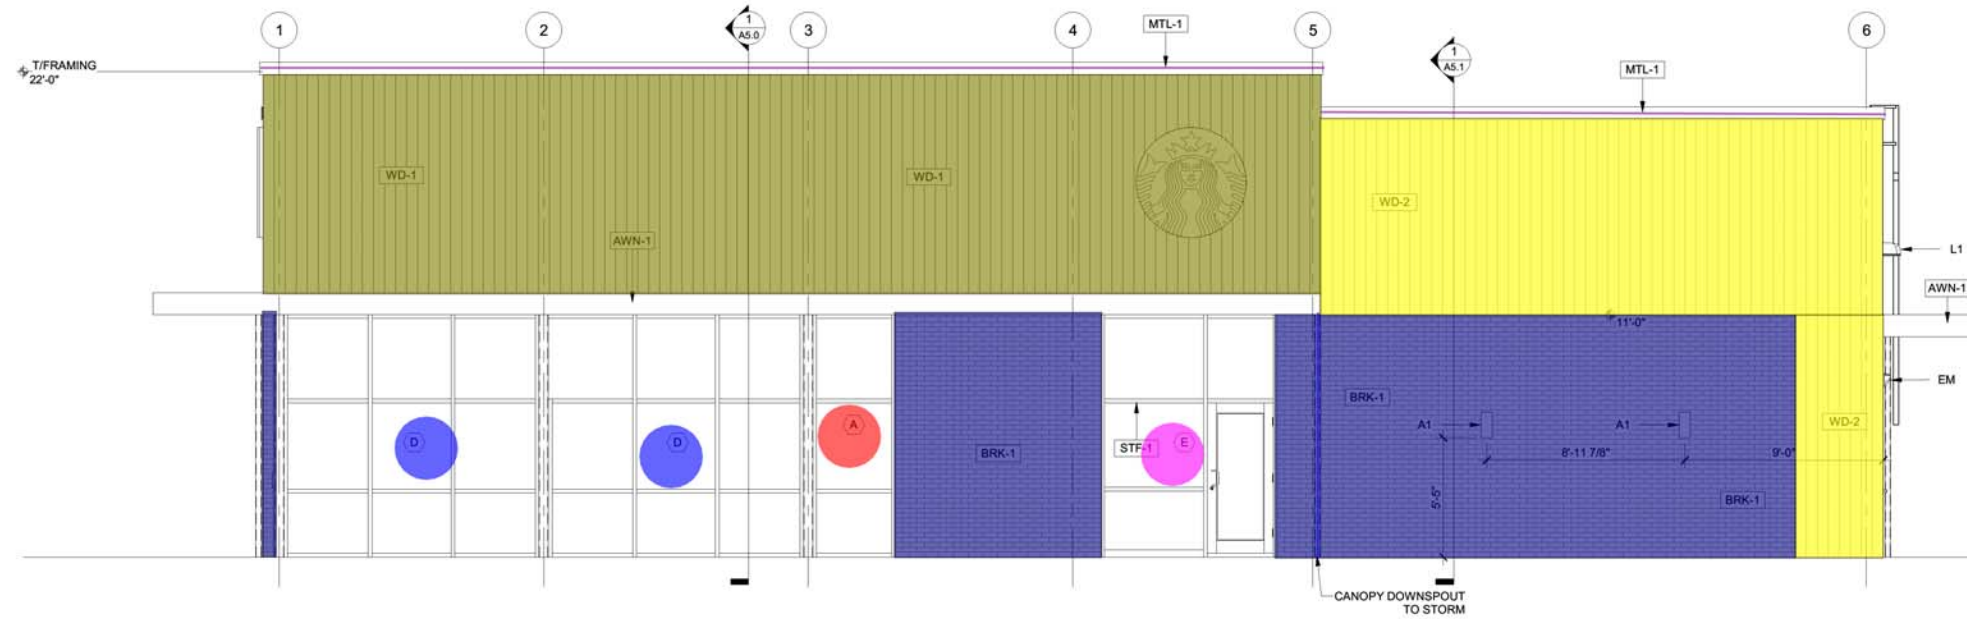 1
2
1
A5.0
3
4
MTL-1
5
1
A5.1
6
T/FRAMING
22'-0"
MTL-1
WD-1
WD-1
WD-2
AWN-1
L1
AWN-1
11'-0"
EM
BRK-1
D
D
A
STF-1
E
BRK-1
A1
A1
WD-2
8'-11 7/8"
9'-0"
5'-5"
BRK-1
CANOPY DOWNSPOUT
TO STORM